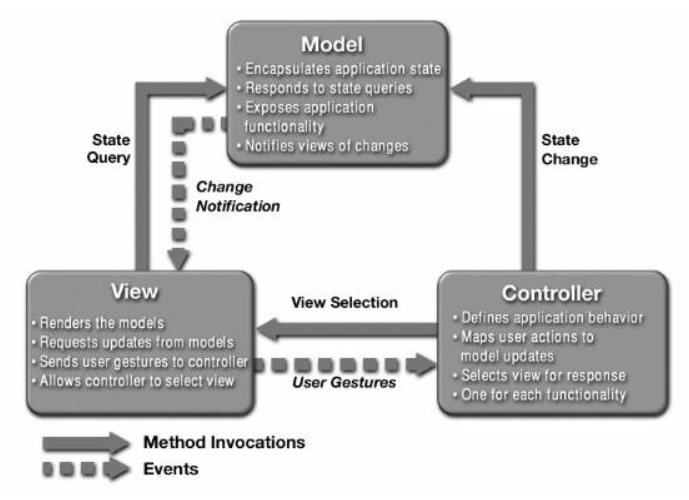 Model
• Encapsulates application state
• Responds to state queries
• Exposes application
functionality
• Notifies views of changes
State
Query
State
Change
Change
Notification
View
• Renders the models
• Requests updates from models
• Sends user gestures to controller
• Allows controller to select view
View Selection
User Gestures
Controller
• Defines application behavior
• Maps user actions to
model updates
• Selects view for response
• One for each functionality
Method Invocations
Events